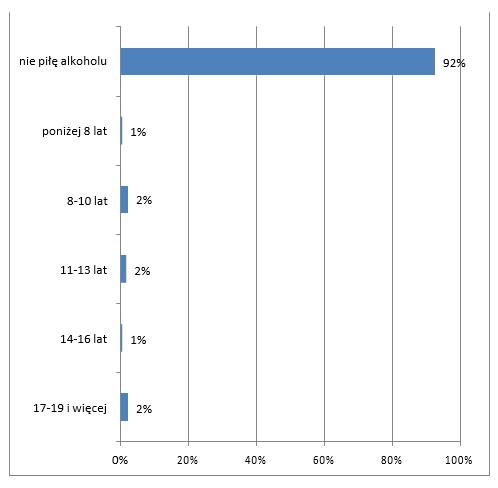 nie piłę alkoholu
92%
poniżej 8 lat
1%
8-10 lat
2%
11-13 lat
2%
14-16 lat
1%
17-19 i więcej
2%
0% 20% 40% 60% 80% 100%